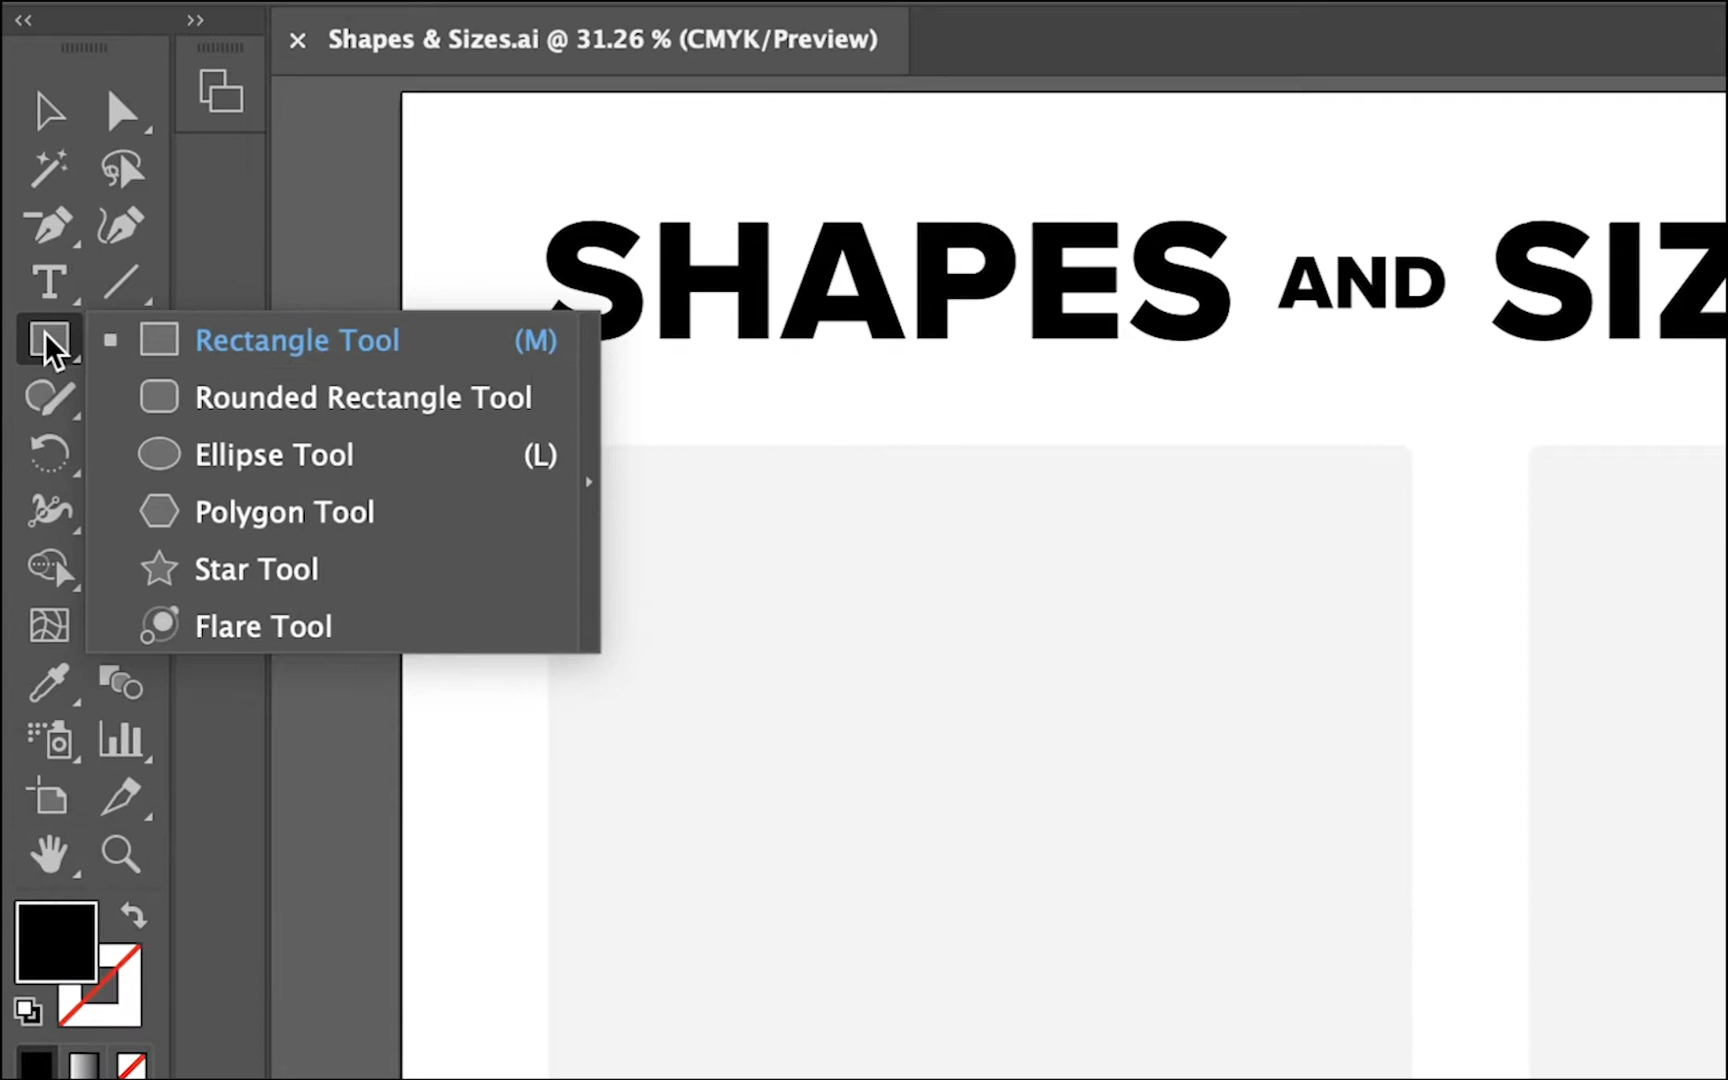 Shapes & Sizes.ai @ 31.26 % (CMYK/Preview)
SHAPES AND SIZ
T
Rectangle Tool (M)
Rounded Rectangle Tool
Ellipse Tool (L)
Polygon Tool
Star Tool
Flare Tool